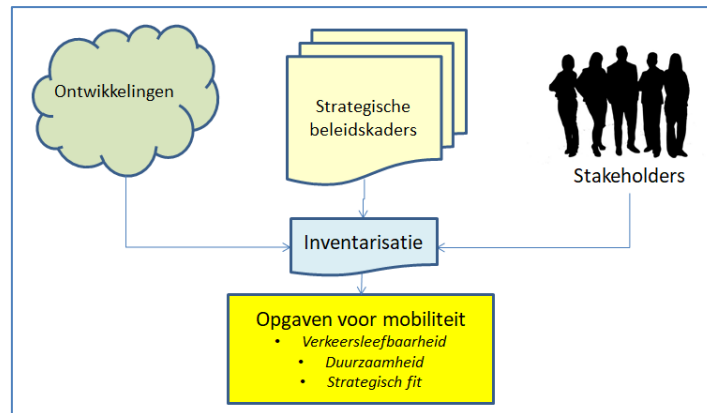 Ontwikkelingen
Strategische
beleidskaders
Stakeholders
Inventarisatie
Opgaven voor mobiliteit
• Verkeersleefbaarheid
• Duurzaamheid
• Strategisch fit